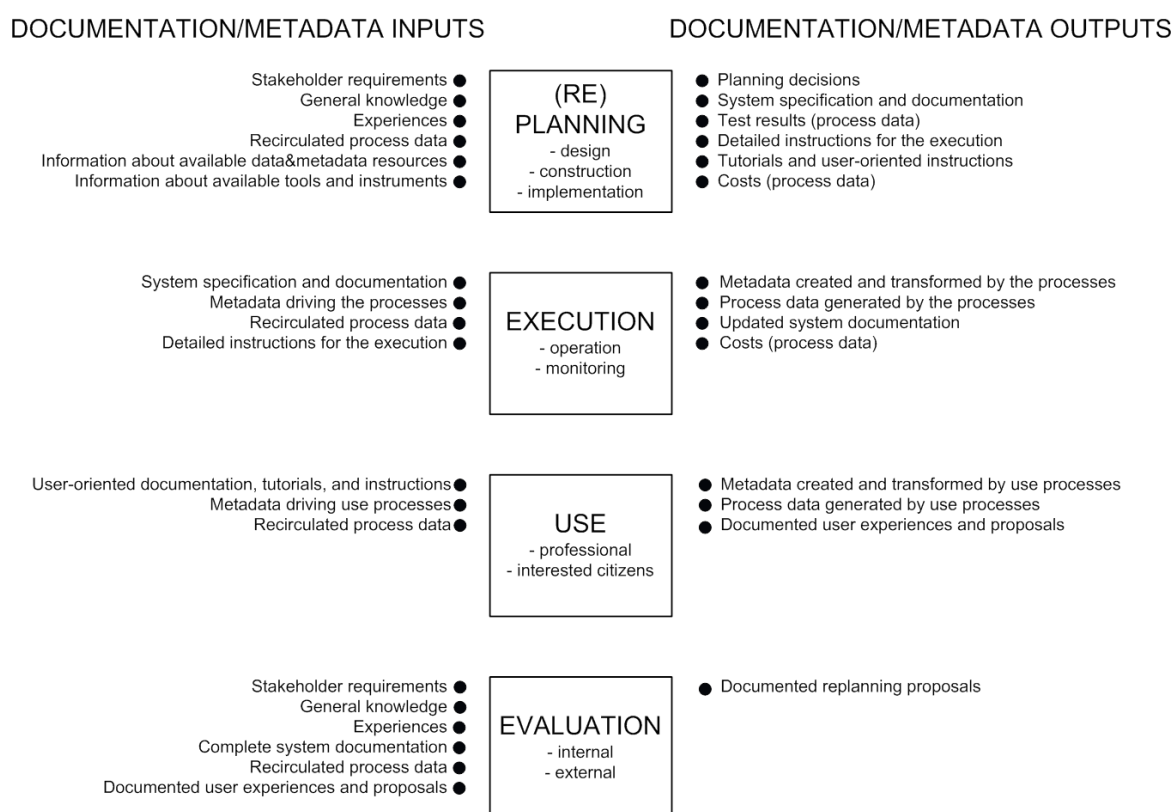 DOCUMENTATION/METADATA INPUTS
DOCUMENTATION/METADATA OUTPUTS
Stakeholder requirements ●
General knowledge ●
Experiences ●
Recirculated process data ●
Information about available data&metadata resources ●
Information about available tools and instruments ●
(RE)
PLANNING
- design
- construction
- implementation
● Planning decisions
● System specification and documentation
● Test results (process data)
● Detailed instructions for the execution
● Tutorials and user-oriented instructions
● Costs (process data)
System specification and documentation ●
Metadata driving the processes ●
Recirculated process data ●
Detailed instructions for the execution ●
EXECUTION
- operation
- monitoring
● Metadata created and transformed by the processes
● Process data generated by the processes
● Updated system documentation
● Costs (process data)
User-oriented documentation, tutorials, and instructions ●
Metadata driving use processes ●
Recirculated process data ●
USE
- professional
- interested citizens
● Metadata created and transformed by use processes
● Process data generated by use processes
● Documented user experiences and proposals
Stakeholder requirements ●
General knowledge ●
Experiences ●
Complete system documentation ●
Recirculated process data ●
Documented user experiences and proposals ●
EVALUATION
- internal
- external
● Documented replanning proposals